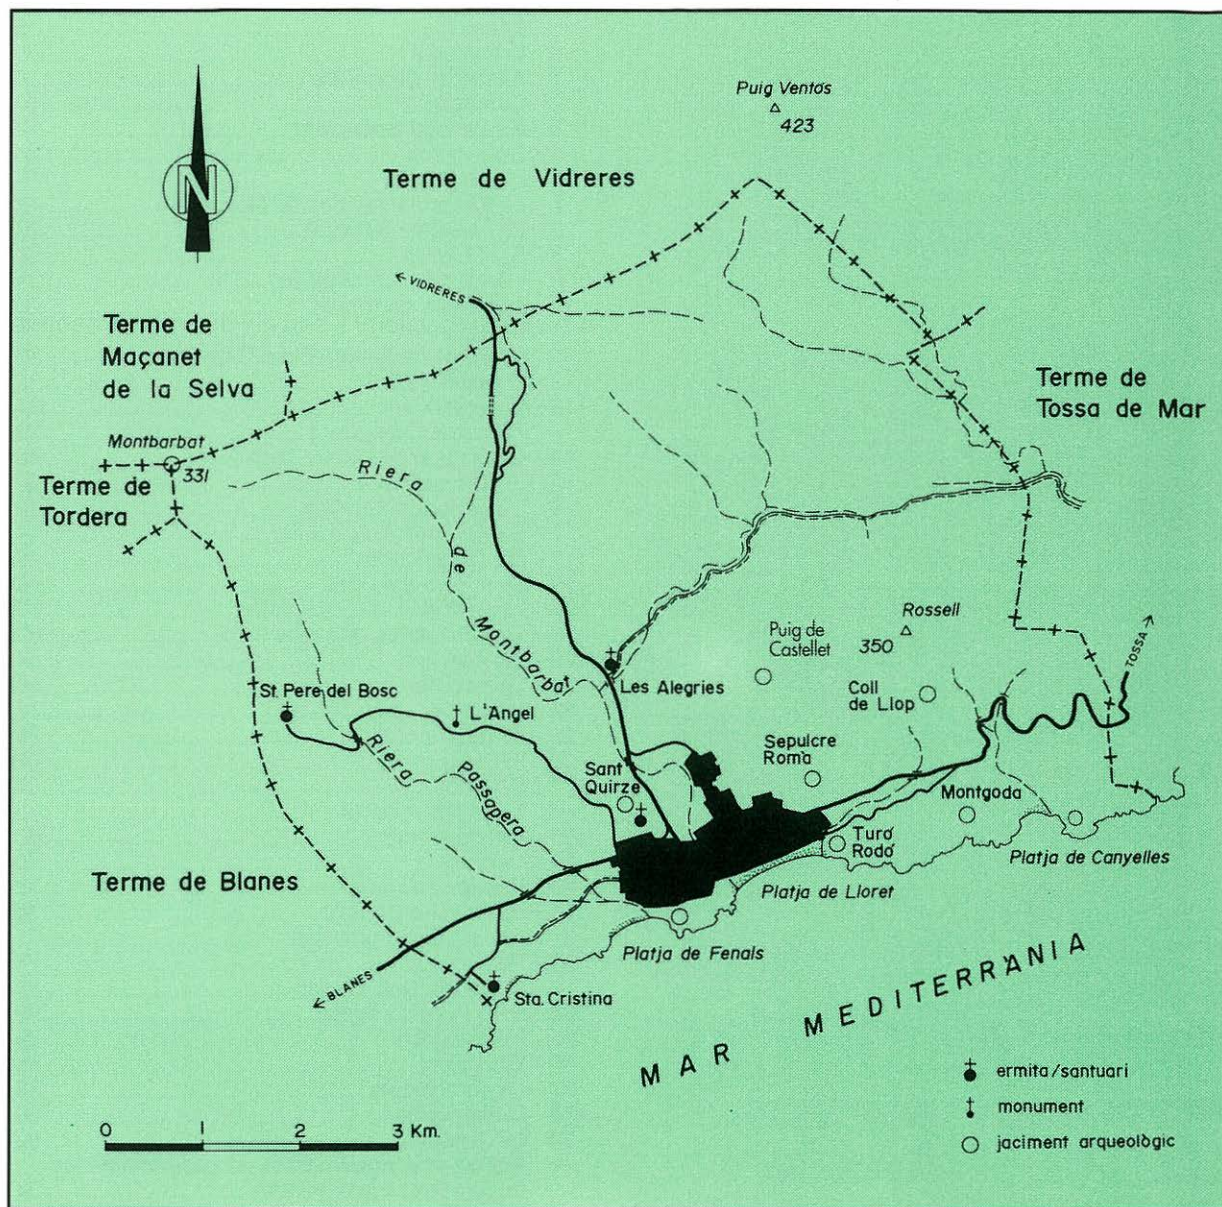 Puig Ventós
423
N
Terme de Vidreres
← VIDRERES
Terme de
Maçanet
de la Selva
Terme de
Tossa de Mar
Montbarbat
331
Terme de
Tordera
Riera de Montbarbat
Rossell
350
Puig de
Castellet
TOSSA →
St. Pere del Bosc
L'Àngel
Les Alegries
Coll
de Llop
Riera Passapera
Sant
Quirze
Sepulcre
Romà
Montgoda
Turó
Rodó
Platja de Canyelles
Terme de Blanes
Platja de Lloret
Platja de Fenals
← BLANES
Sta. Cristina
MAR MEDITERRÀNIA
ermita/santuari
monument
jaciment arqueològic
0 1 2 3 Km.